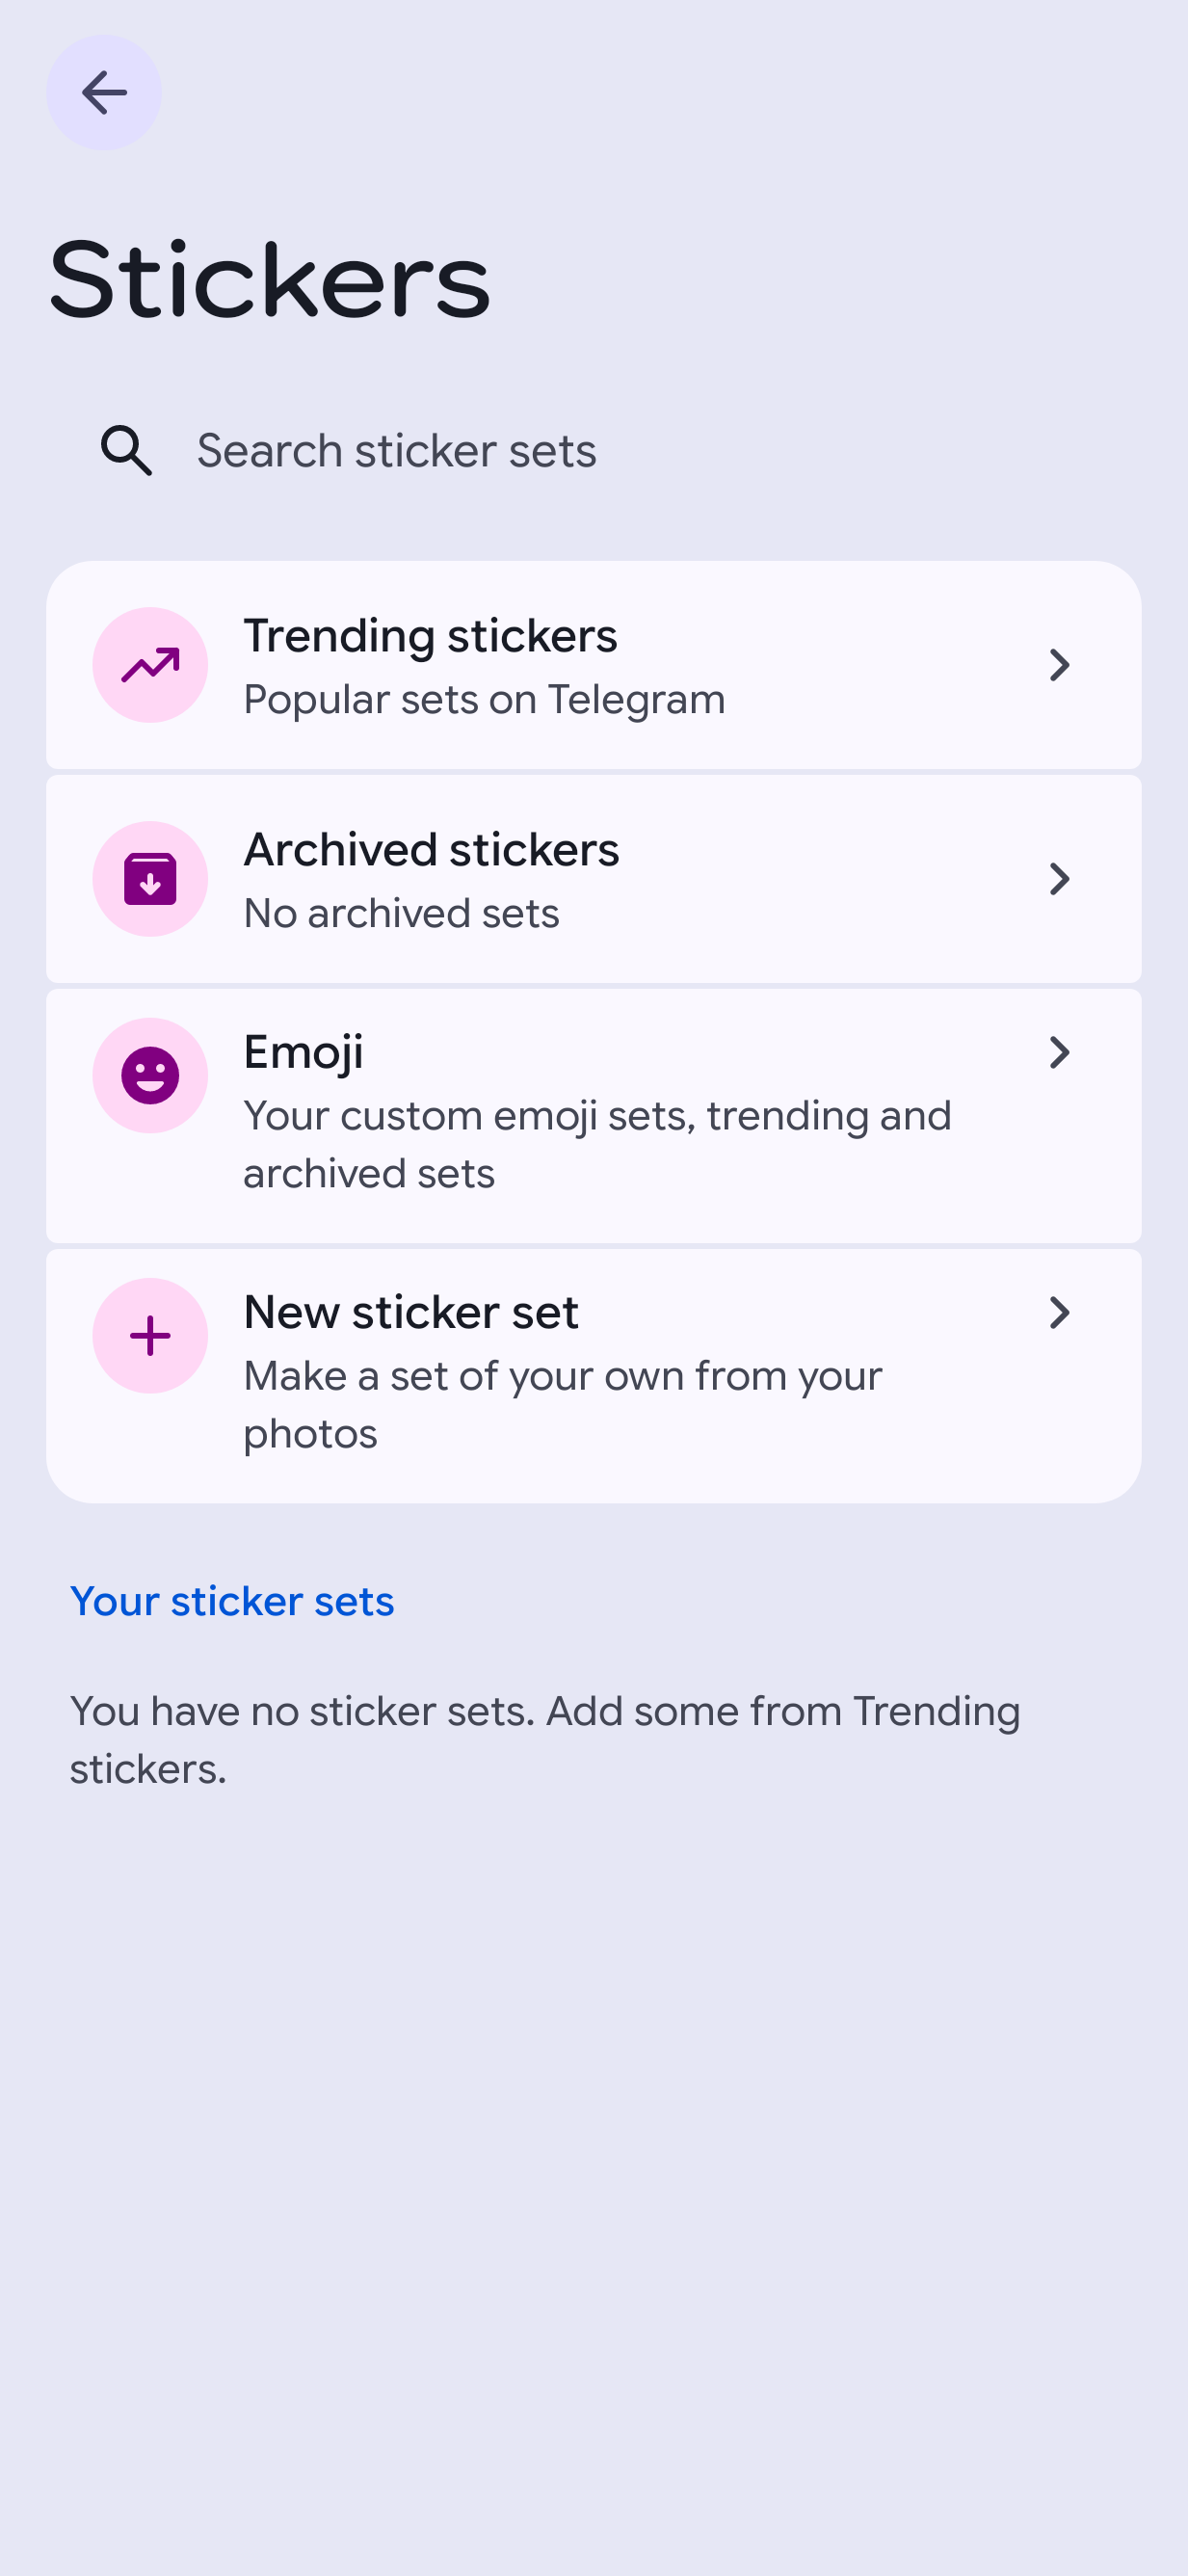 Stickers
Search sticker sets
Trending stickers
Popular sets on Telegram
Archived stickers
No archived sets
Emoji
Your custom emoji sets, trending and
archived sets
New sticker set
Make a set of your own from your
photos
Your sticker sets
You have no sticker sets. Add some from Trending
stickers.